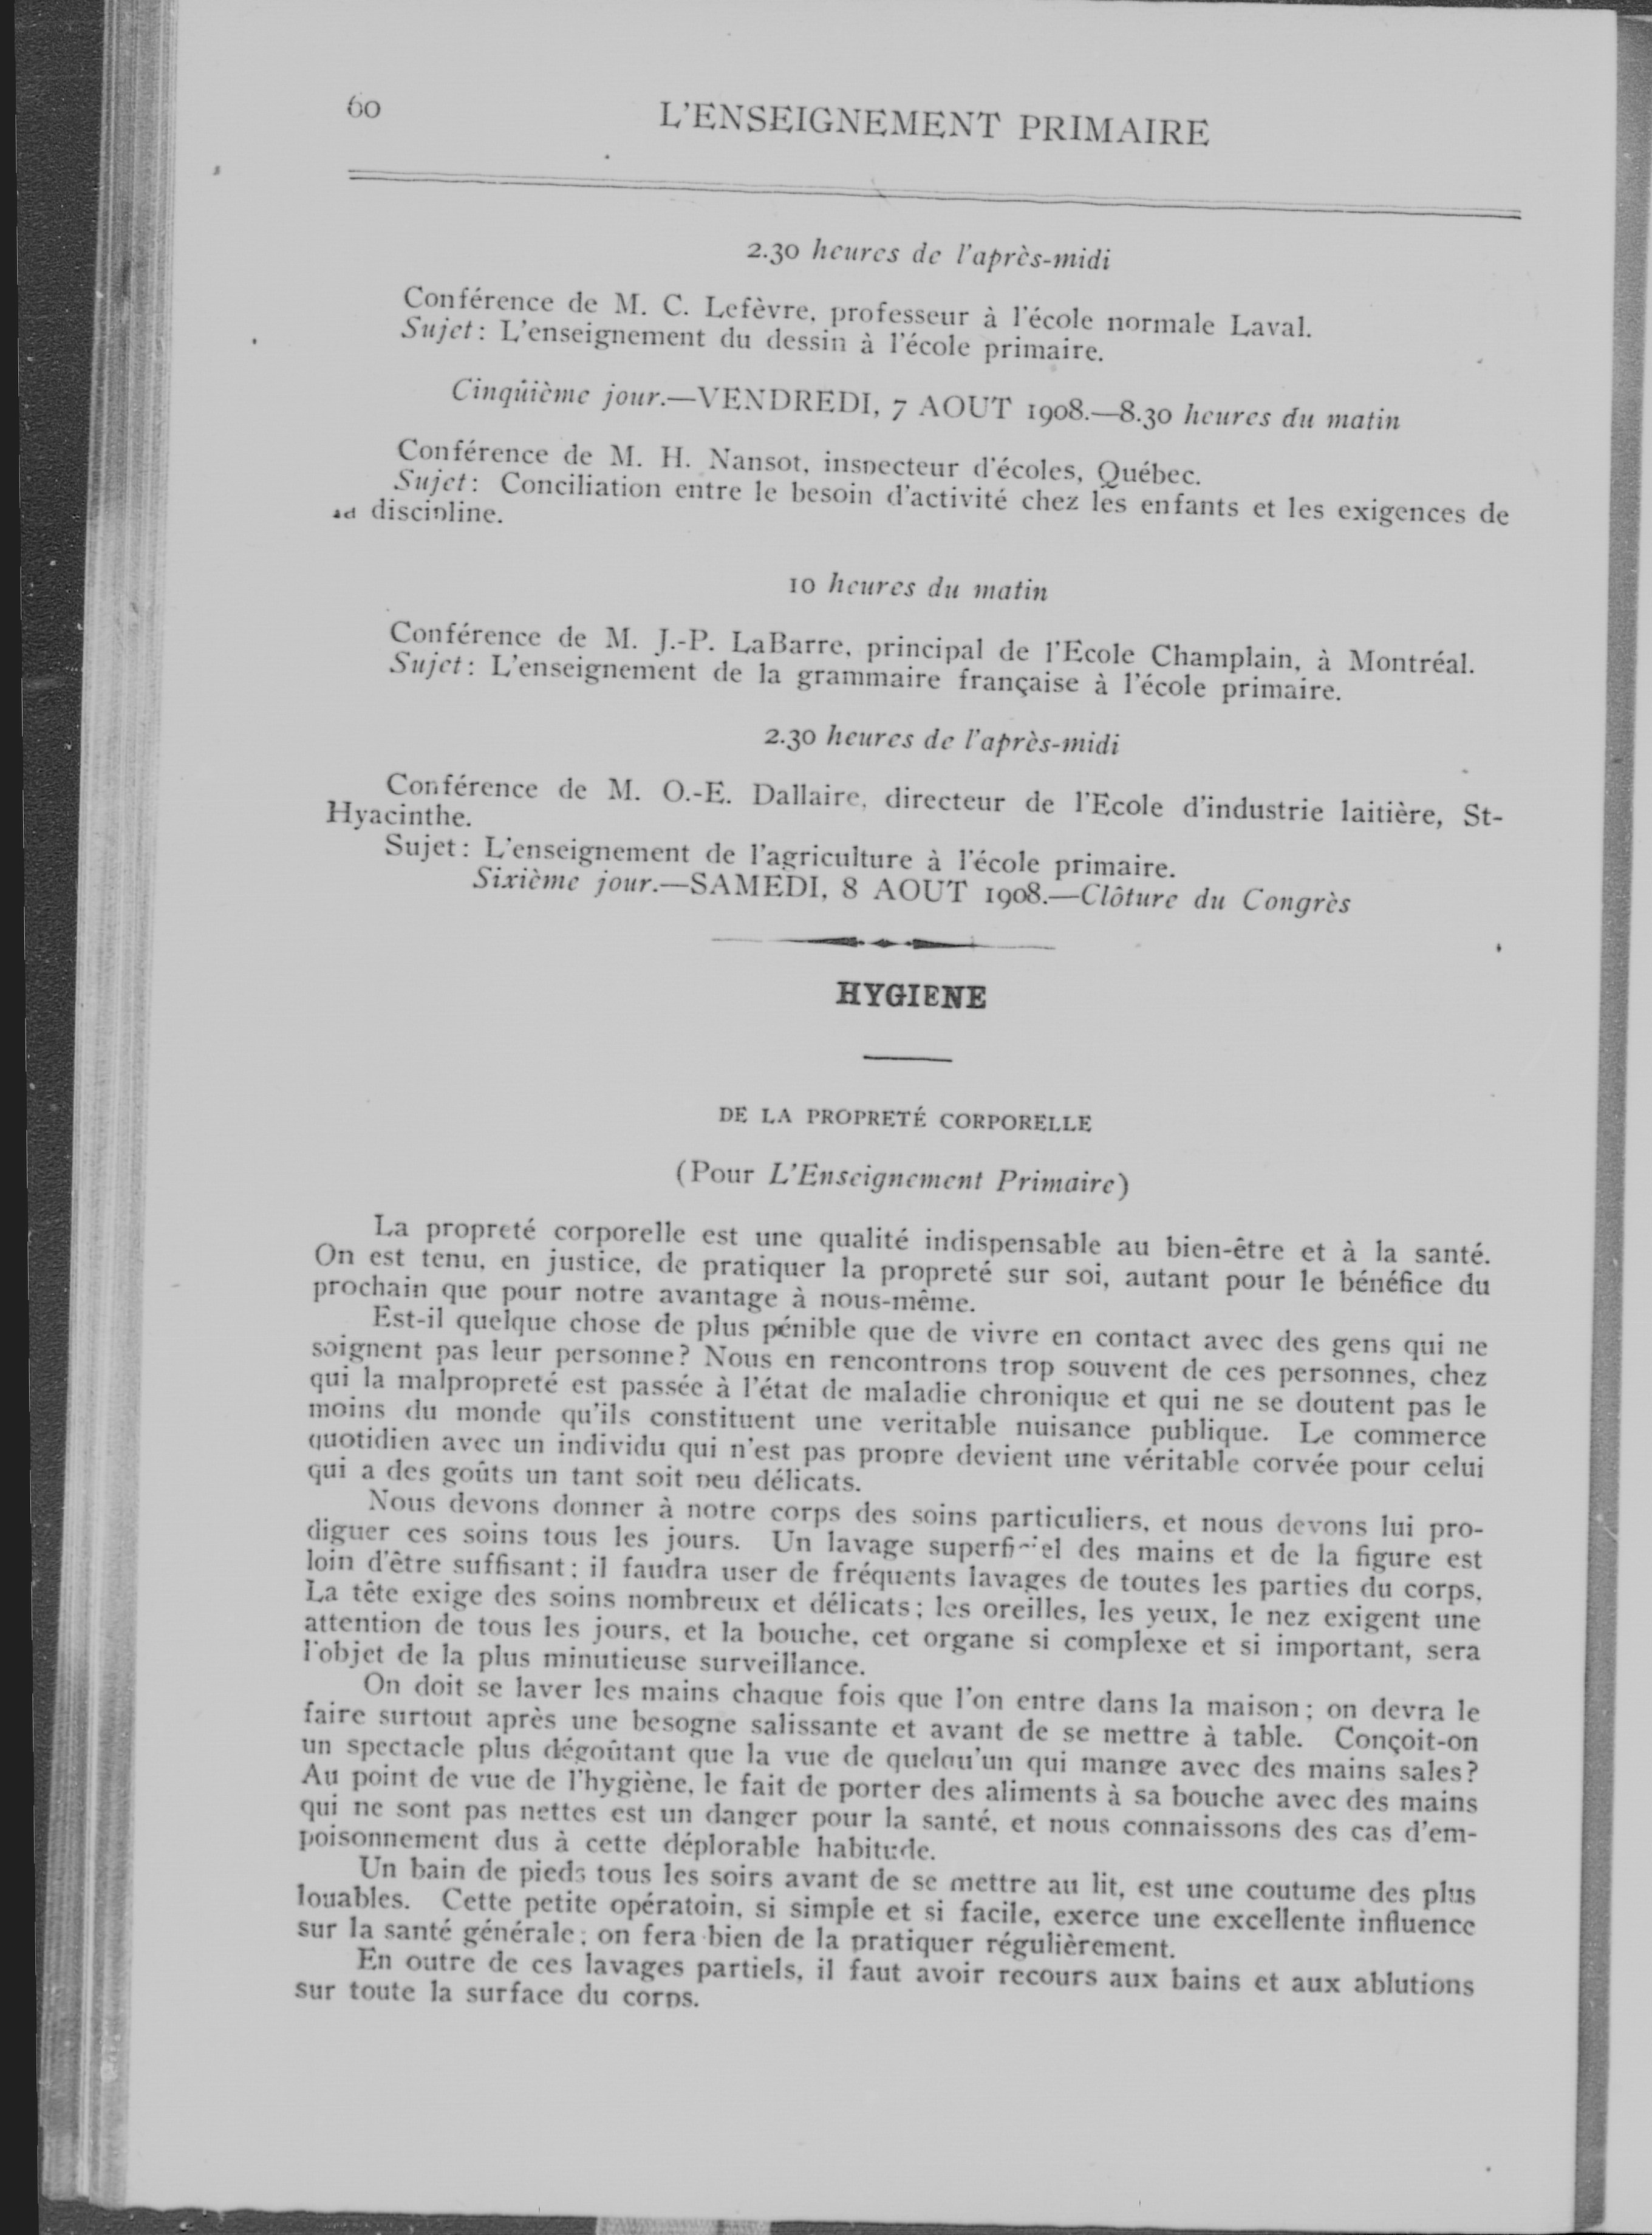 60
L'ENSEIGNEMENT PRIMAIRE
2.30 heures de l'après-midi
Conférence de M. C. Lefèvre, professeur à l'école normale Laval.
Sujet: L'enseignement du dessin à l'école primaire.
Cinqüième jour.—VENDREDI, 7 AOUT 1908.—8.30 heures du matin
Conférence de M. H. Nansot, inspecteur d'écoles, Québec.
Sujet: Conciliation entre le besoin d'activité chez les enfants et les exigences de
discipline.
10 heures du matin
Conférence de M. J.-P. LaBarre, principal de l'Ecole Champlain, à Montréal.
Sujet: L'enseignement de la grammaire française à l'école primaire.
2.30 heures de l'après-midi
Conférence de M. O.-E. Dallaire, directeur de l'Ecole d'industrie laitière, St-
Hyacinthe.
Sujet: L'enseignement de l'agriculture à l'école primaire.
Sixième jour.—SAMEDI, 8 AOUT 1908.—Clôture du Congrès
HYGIENE
DE LA PROPRETÉ CORPORELLE
(Pour L'Enseignement Primaire)
La propreté corporelle est une qualité indispensable au bien-être et à la santé.
On est tenu, en justice, de pratiquer la propreté sur soi, autant pour le bénéfice du
prochain que pour notre avantage à nous-même.
Est-il quelque chose de plus pénible que de vivre en contact avec des gens qui ne
soignent pas leur personne? Nous en rencontrons trop souvent de ces personnes, chez
qui la malpropreté est passée à l'état de maladie chronique et qui ne se doutent pas le
moins du monde qu'ils constituent une veritable nuisance publique. Le commerce
quotidien avec un individu qui n'est pas propre devient une véritable corvée pour celui
qui a des goûts un tant soit peu délicats.
Nous devons donner à notre corps des soins particuliers, et nous devons lui pro-
diguer ces soins tous les jours. Un lavage superficiel des mains et de la figure est
loin d'être suffisant; il faudra user de fréquents lavages de toutes les parties du corps,
La tête exige des soins nombreux et délicats; les oreilles, les yeux, le nez exigent une
attention de tous les jours, et la bouche, cet organe si complexe et si important, sera
l'objet de la plus minutieuse surveillance.
On doit se laver les mains chaque fois que l'on entre dans la maison; on devra le
faire surtout après une besogne salissante et avant de se mettre à table. Conçoit-on
un spectacle plus dégoûtant que la vue de quelqu'un qui mange avec des mains sales?
Au point de vue de l'hygiène, le fait de porter des aliments à sa bouche avec des mains
qui ne sont pas nettes est un danger pour la santé, et nous connaissons des cas d'em-
poisonnement dus à cette déplorable habitude.
Un bain de pieds tous les soirs avant de se mettre au lit, est une coutume des plus
louables. Cette petite opératoin, si simple et si facile, exerce une excellente influence
sur la santé générale; on fera bien de la pratiquer régulièrement.
En outre de ces lavages partiels, il faut avoir recours aux bains et aux ablutions
sur toute la surface du corps.